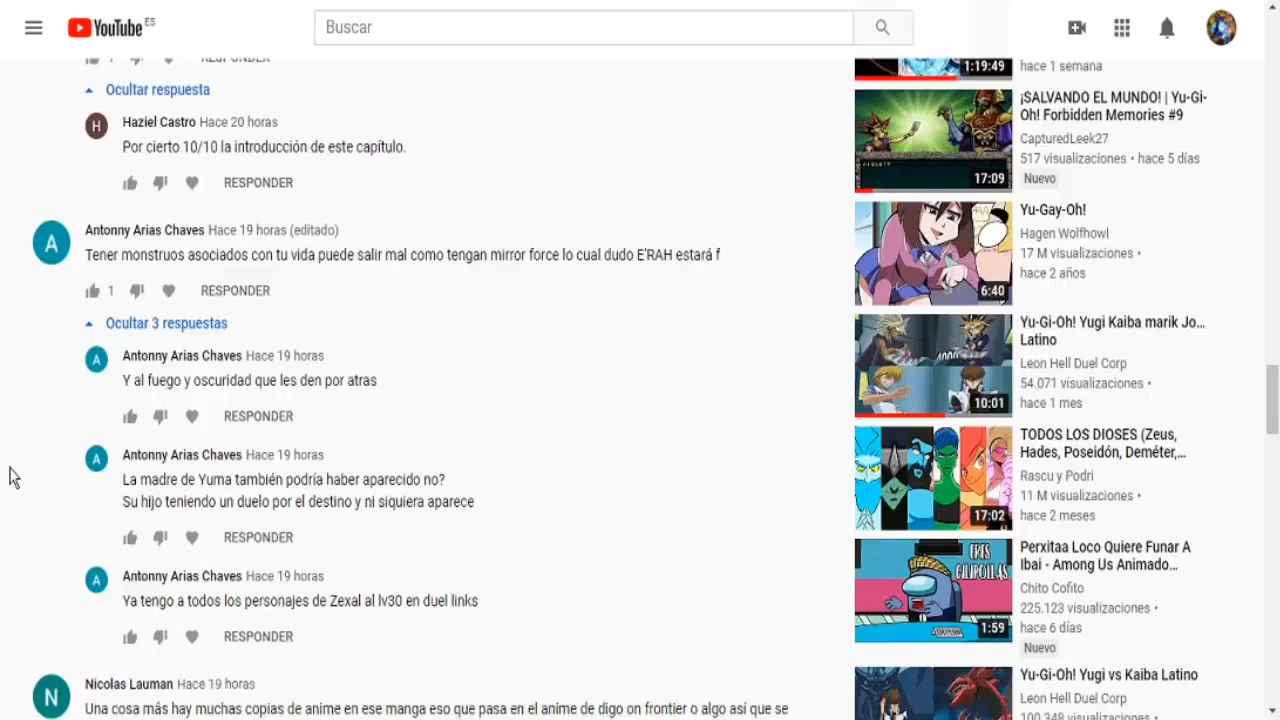 YouTube ES
Buscar
RESPONDER
Ocultar respuesta
H
Haziel Castro Hace 20 horas
Por cierto 10/10 la introducción de este capítulo.
RESPONDER
A
Antonny Arias Chaves Hace 19 horas (editado)
Tener monstruos asociados con tu vida puede salir mal como tengan mirror force lo cual dudo E'RAH estará f
1
RESPONDER
Ocultar 3 respuestas
A
Antonny Arias Chaves Hace 19 horas
Y al fuego y oscuridad que les den por atras
RESPONDER
A
Antonny Arias Chaves Hace 19 horas
La madre de Yuma también podría haber aparecido no?
Su hijo teniendo un duelo por el destino y ni siquiera aparece
RESPONDER
A
Antonny Arias Chaves Hace 19 horas
Ya tengo a todos los personajes de Zexal al lv30 en duel links
RESPONDER
N
Nicolas Lauman Hace 19 horas
Una cosa más hay muchas copias de anime en ese manga eso que pasa en el anime de digo on frontier o algo así que se
1:19:49
hace 1 semana
17:09
¡SALVANDO EL MUNDO! | Yu-Gi-
Oh! Forbidden Memories #9
CapturedLeek27
517 visualizaciones • hace 5 días
Nuevo
6:40
Yu-Gay-Oh!
Hagen Wolfhowl
17 M visualizaciones •
hace 2 años
10:01
Yu-Gi-Oh! Yugi Kaiba marik Jo...
Latino
Leon Hell Duel Corp
54.071 visualizaciones •
hace 1 mes
17:02
TODOS LOS DIOSES (Zeus,
Hades, Poseidón, Deméter,...
Rascu y Podri
11 M visualizaciones •
hace 2 meses
ERES
GILIPOLLAS
1:59
Perxitaa Loco Quiere Funar A
Ibai - Among Us Animado...
Chito Cofito
225.123 visualizaciones •
hace 6 días
Nuevo
Yu-Gi-Oh! Yugi vs Kaiba Latino
Leon Hell Duel Corp
100.348 visualizaciones •